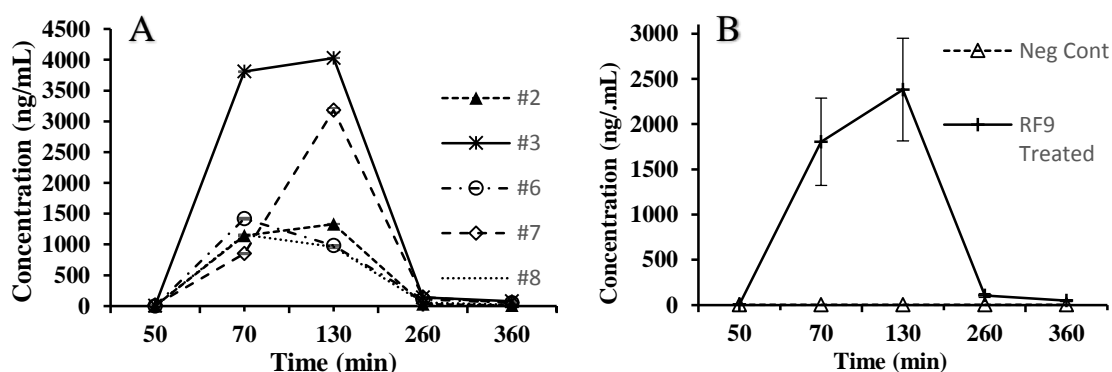 A
Concentration (ng/mL)
4500
4000
3500
3000
2500
2000
1500
1000
500
0
50 70 130 260 360
Time (min)
#2
#3
#6
#7
#8
B
Concentration (ng/.mL)
3000
2500
2000
1500
1000
500
0
50 70 130 260 360
Time (min)
Neg Cont
RF9
Treated